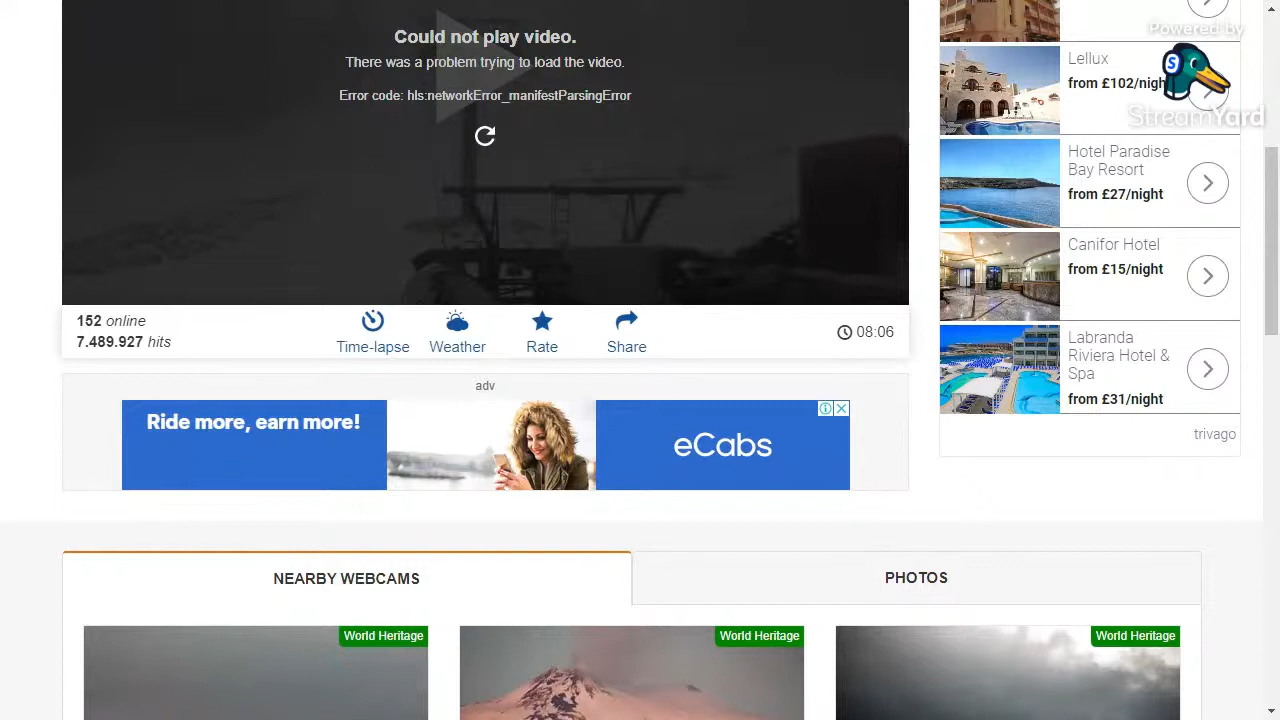 Could not play video.
There was a problem trying to load the video.
Error code: hls:networkError_manifestParsingError
152 online
7.489.927 hits
Time-lapse
Weather
Rate
Share
08:06
adv
Ride more, earn more!
eCabs
Powered by
StreamYard
Lellux
from £102/night
Hotel Paradise
Bay Resort
from £27/night
Canifor Hotel
from £15/night
Labranda
Riviera Hotel &
Spa
from £31/night
trivago
NEARBY WEBCAMS
PHOTOS
World Heritage
World Heritage
World Heritage